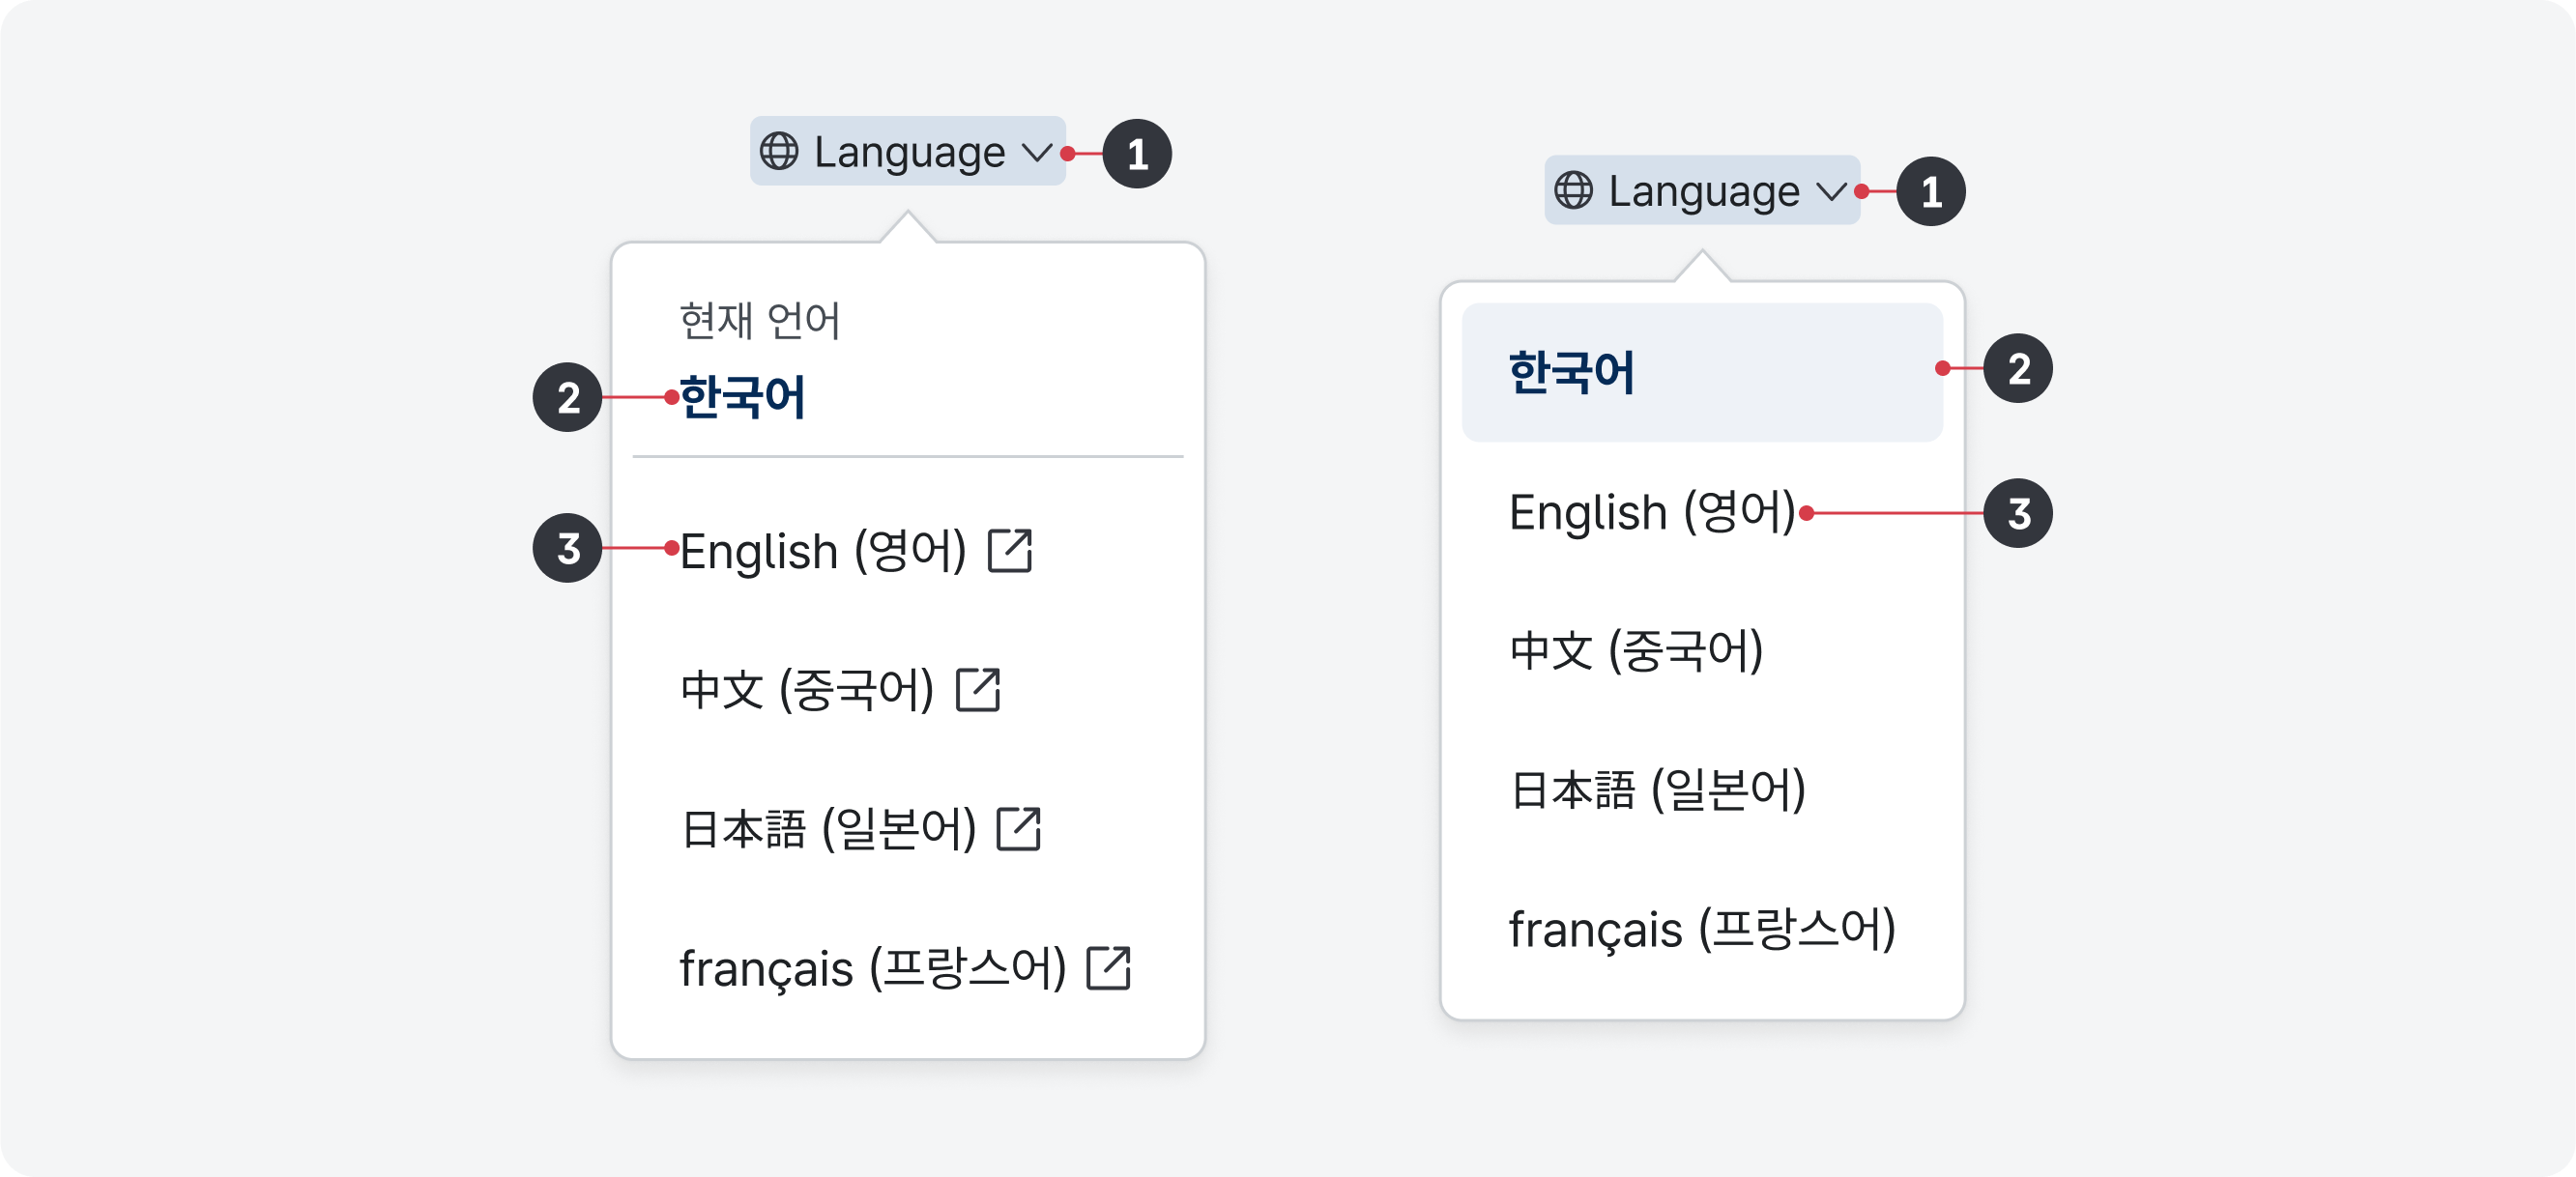 Language
1
현재 언어
2
한국어
3
English (영어)
中文 (중국어)
日本語 (일본어)
français (프랑스어)
Language
1
한국어
2
English (영어)
3
中文 (중국어)
日本語 (일본어)
français (프랑스어)